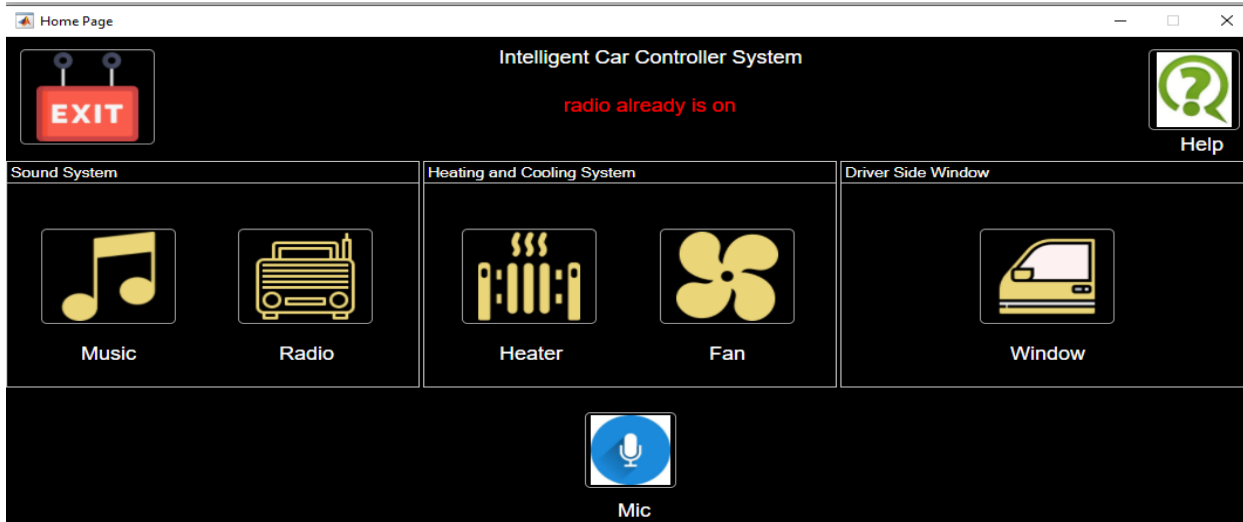 Home Page
Intelligent Car Controller System
EXIT
radio already is on
Help
Sound System
Heating and Cooling System
Driver Side Window
Music
Radio
Heater
Fan
Window
Mic